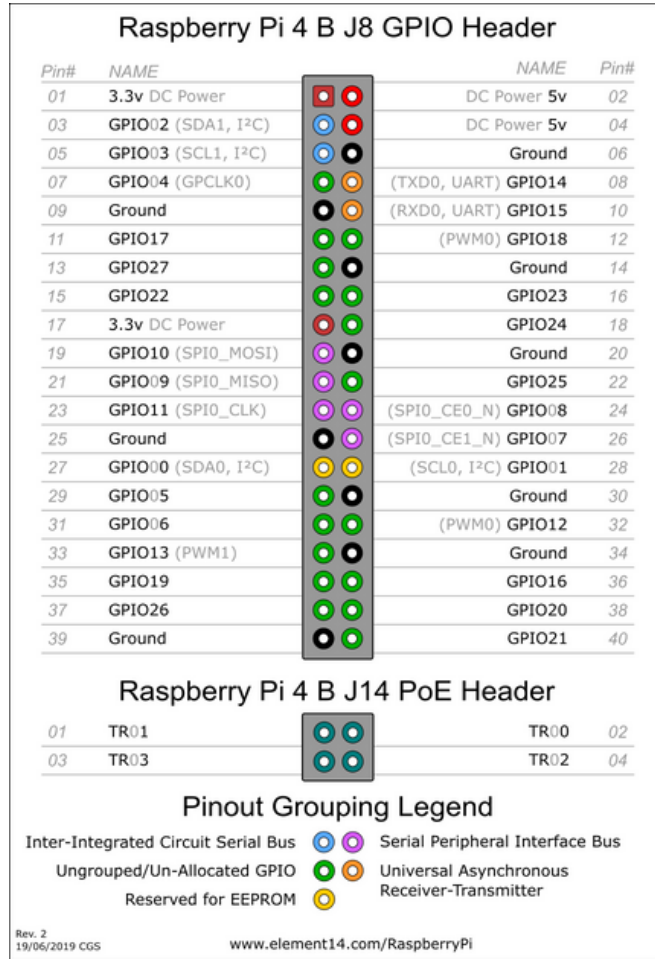 Raspberry Pi 4 B J8 GPIO Header
Pin# NAME NAME Pin#
01 3.3v DC Power DC Power 5v 02
03 GPIO02 (SDA1, I²C) DC Power 5v 04
05 GPIO03 (SCL1, I²C) Ground 06
07 GPIO04 (GPCLK0) (TXD0, UART) GPIO14 08
09 Ground (RXD0, UART) GPIO15 10
11 GPIO17 (PWM0) GPIO18 12
13 GPIO27 Ground 14
15 GPIO22 GPIO23 16
17 3.3v DC Power GPIO24 18
19 GPIO10 (SPI0_MOSI) Ground 20
21 GPIO09 (SPI0_MISO) GPIO25 22
23 GPIO11 (SPI0_CLK) (SPI0_CE0_N) GPIO08 24
25 Ground (SPI0_CE1_N) GPIO07 26
27 GPIO00 (SDA0, I²C) (SCL0, I²C) GPIO01 28
29 GPIO05 Ground 30
31 GPIO06 (PWM0) GPIO12 32
33 GPIO13 (PWM1) Ground 34
35 GPIO19 GPIO16 36
37 GPIO26 GPIO20 38
39 Ground GPIO21 40
Raspberry Pi 4 B J14 PoE Header
01 TR01 TR00 02
03 TR03 TR02 04
Pinout Grouping Legend
Inter-Integrated Circuit Serial Bus Serial Peripheral Interface Bus
Ungrouped/Un-Allocated GPIO Universal Asynchronous
Receiver-Transmitter
Reserved for EEPROM
Rev. 2
19/06/2019 CGS www.element14.com/RaspberryPi